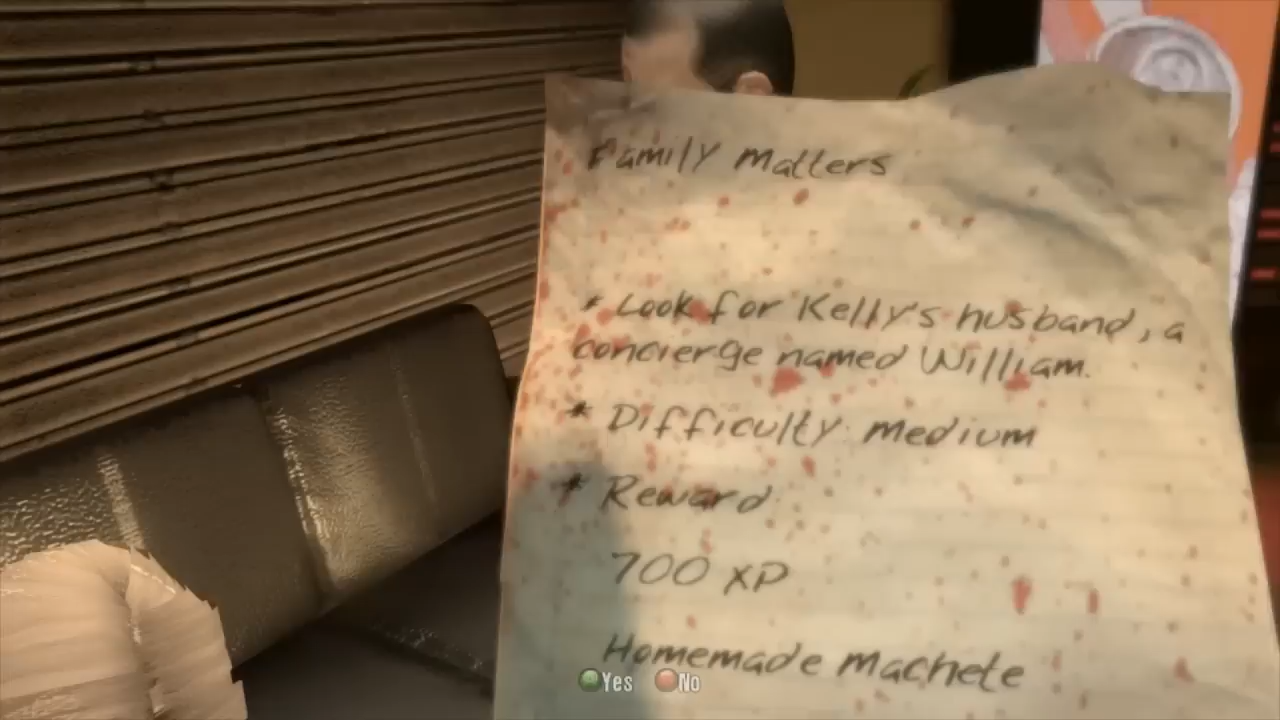 Family Matters
* Look for Kelly's husband, a
concierge named William.
* Difficulty: medium
* Reward
700 XP
Homemade Machete
Yes No